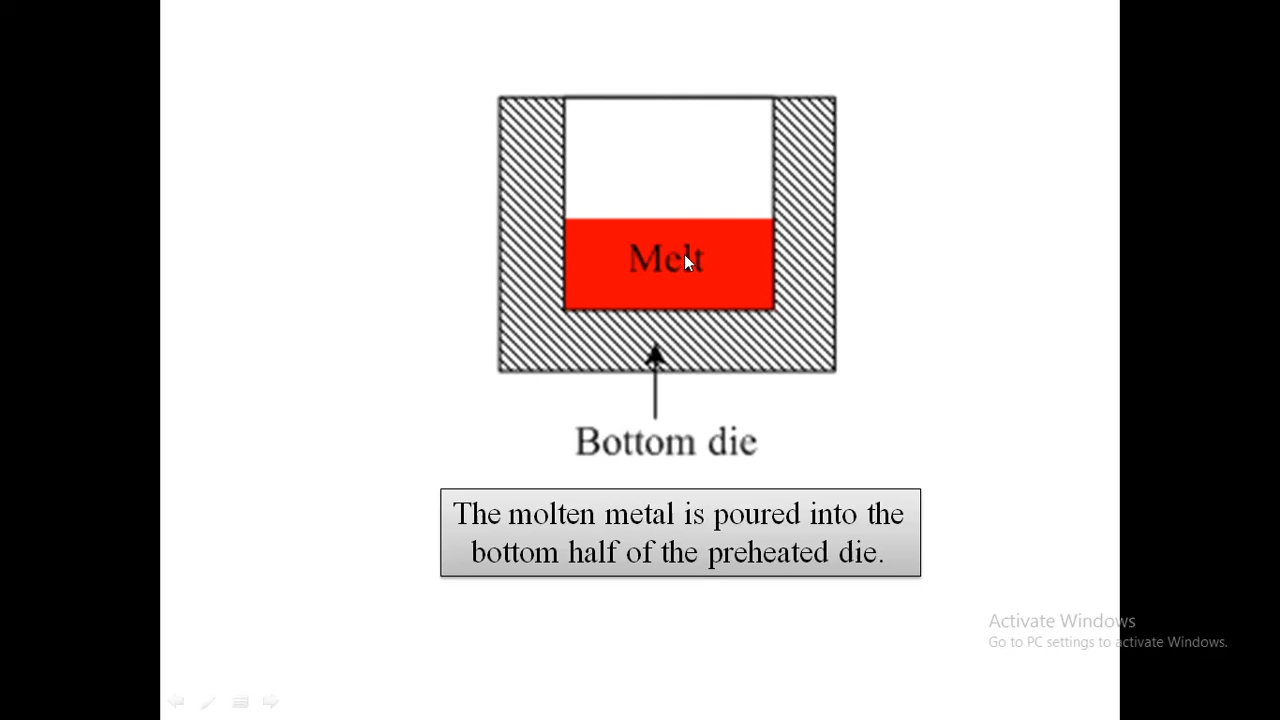 Melt
Bottom die
The molten metal is poured into the
bottom half of the preheated die.
Activate Windows
Go to PC settings to activate Windows.